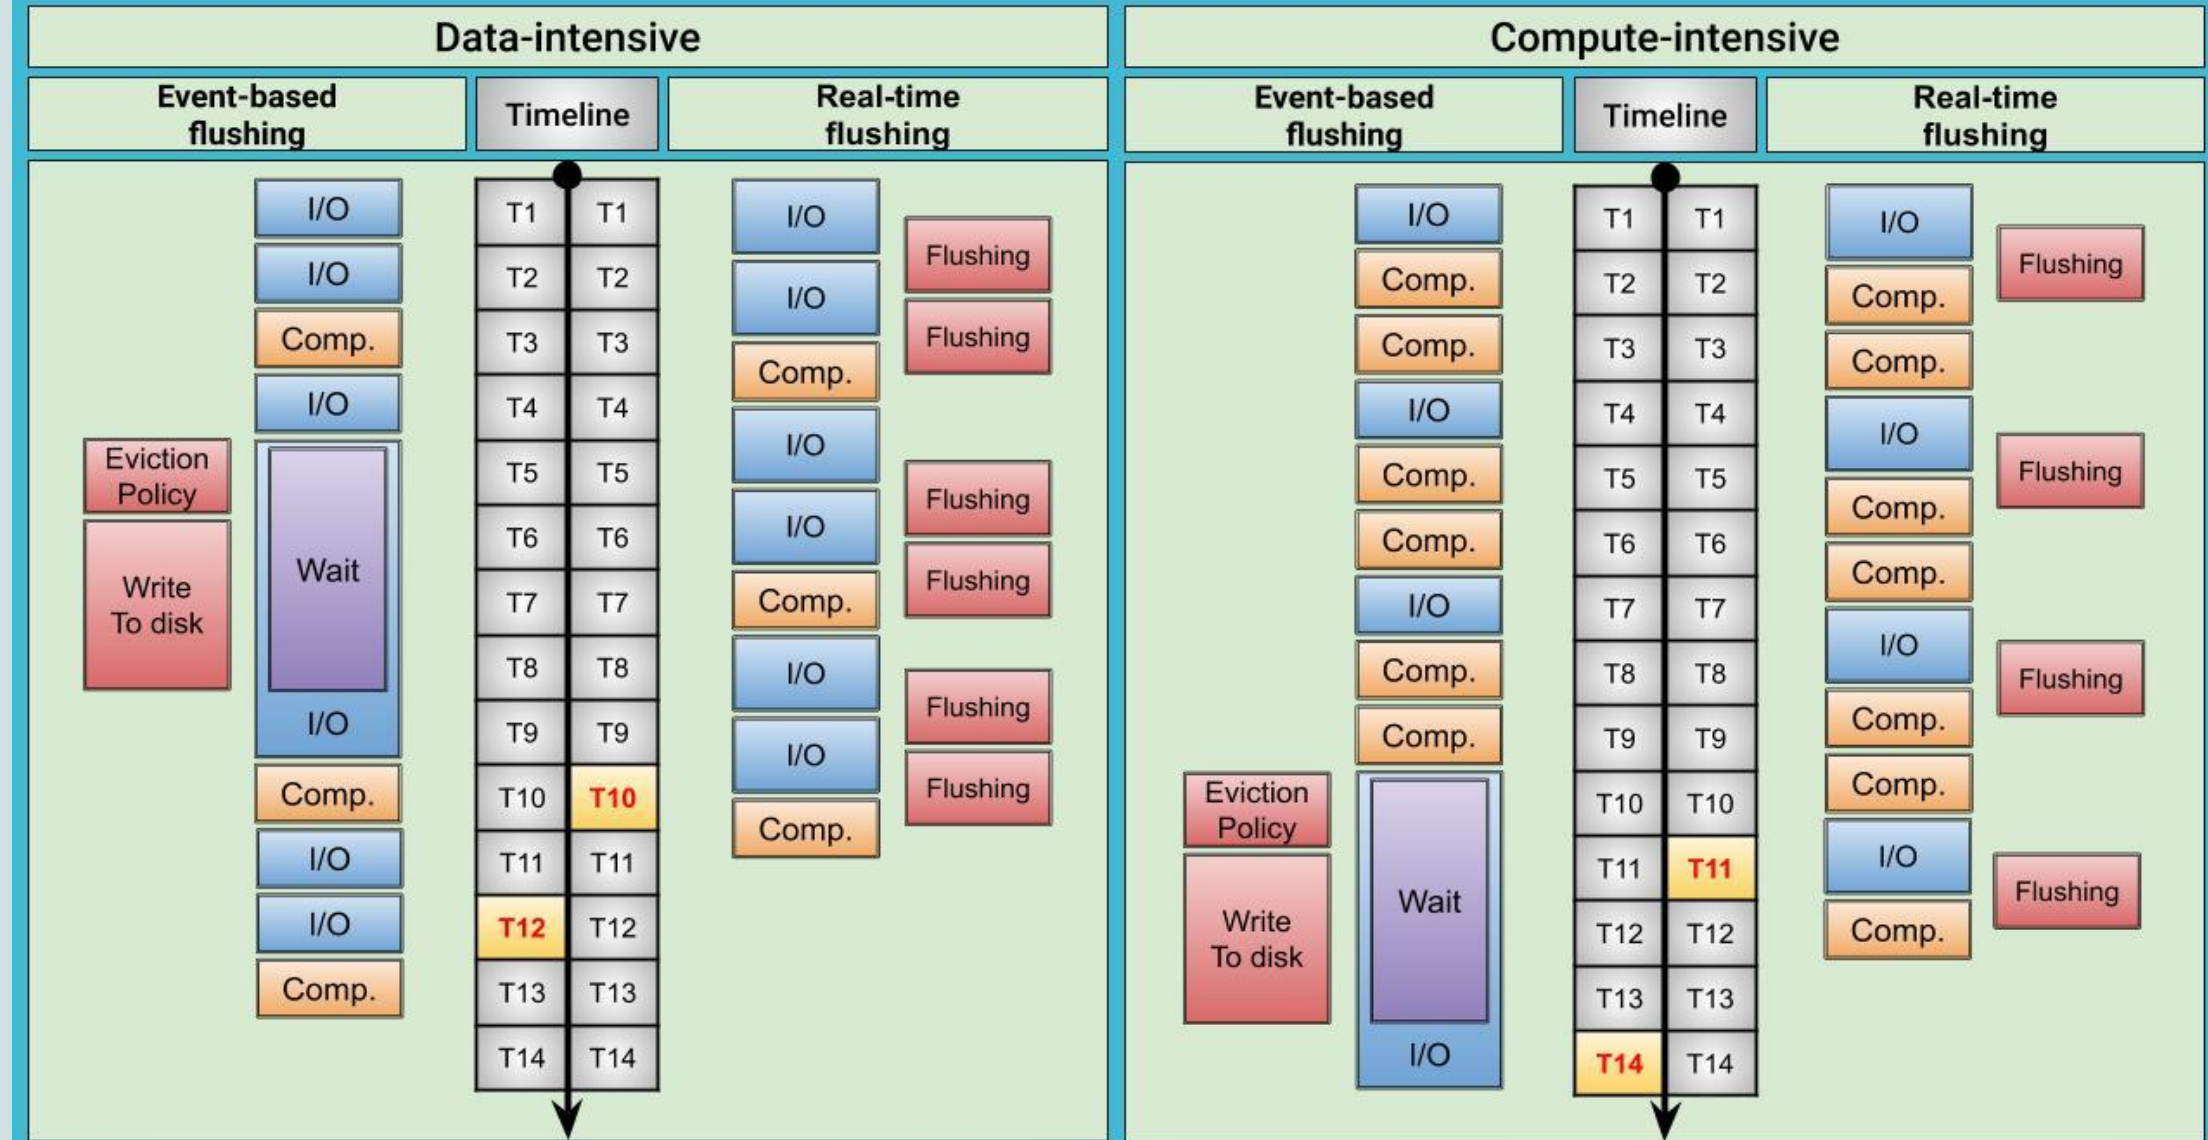 Data-intensive
Event-based
flushing
Timeline
Real-time
flushing
I/O
I/O
Comp.
I/O
Eviction
Policy
Wait
Write
To disk
I/O
Comp.
I/O
I/O
Comp.
T1 T1
T2 T2
T3 T3
T4 T4
T5 T5
T6 T6
T7 T7
T8 T8
T9 T9
T10 T10
T11 T11
T12 T12
T13 T13
T14 T14
I/O
Flushing
I/O
Flushing
Comp.
I/O
Flushing
I/O
Flushing
Comp.
I/O
Flushing
I/O
Flushing
Comp.
Compute-intensive
Event-based
flushing
Timeline
Real-time
flushing
I/O
Comp.
Comp.
I/O
Comp.
Comp.
I/O
Comp.
Comp.
Eviction
Policy
Wait
Write
To disk
I/O
T1 T1
T2 T2
T3 T3
T4 T4
T5 T5
T6 T6
T7 T7
T8 T8
T9 T9
T10 T10
T11 T11
T12 T12
T13 T13
T14 T14
I/O
Flushing
Comp.
Comp.
I/O
Flushing
Comp.
Comp.
I/O
Flushing
Comp.
Comp.
I/O
Flushing
Comp.